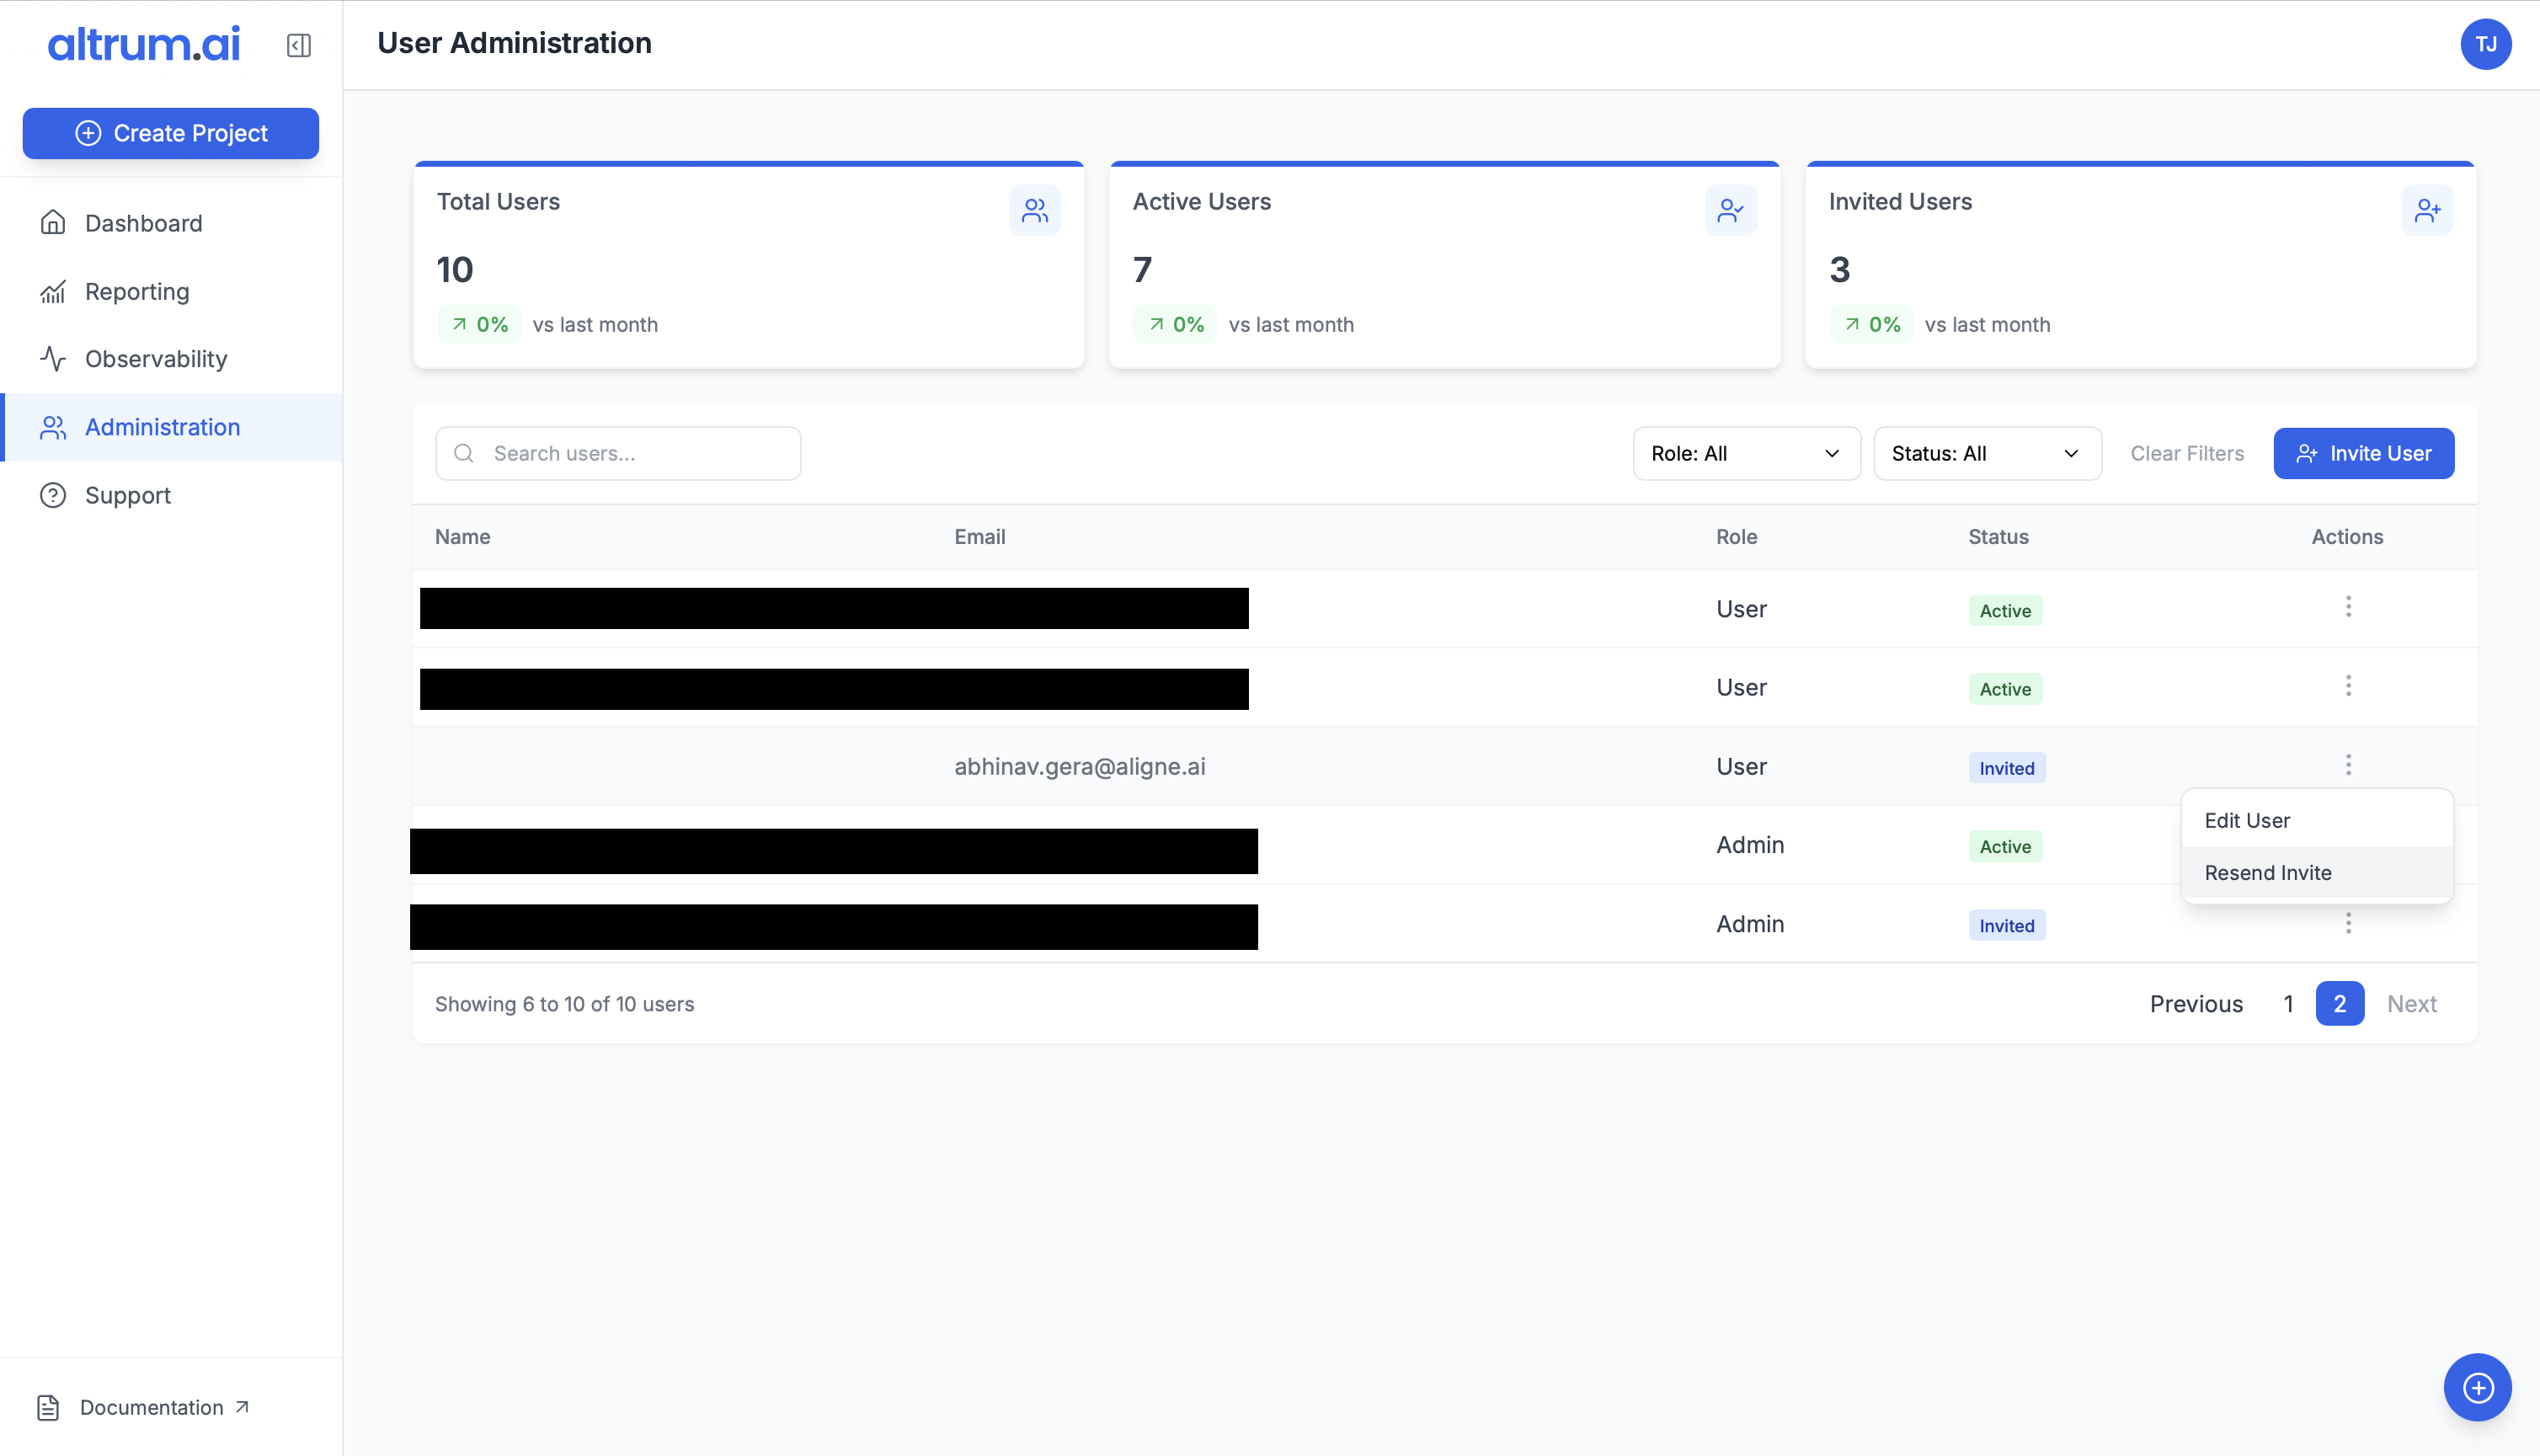 altrum.ai
User Administration
TJ
Create Project
Dashboard
Reporting
Observability
Administration
Support
Total Users
10
0% vs last month
Active Users
7
0% vs last month
Invited Users
3
0% vs last month
Search users...
Role: All
Status: All
Clear Filters
Invite User
Name Email Role Status Actions
User Active
User Active
abhinav.gera@aligne.ai User Invited
Edit User
Admin Active
Resend Invite
Admin Invited
Showing 6 to 10 of 10 users
Previous 1 2 Next
Documentation